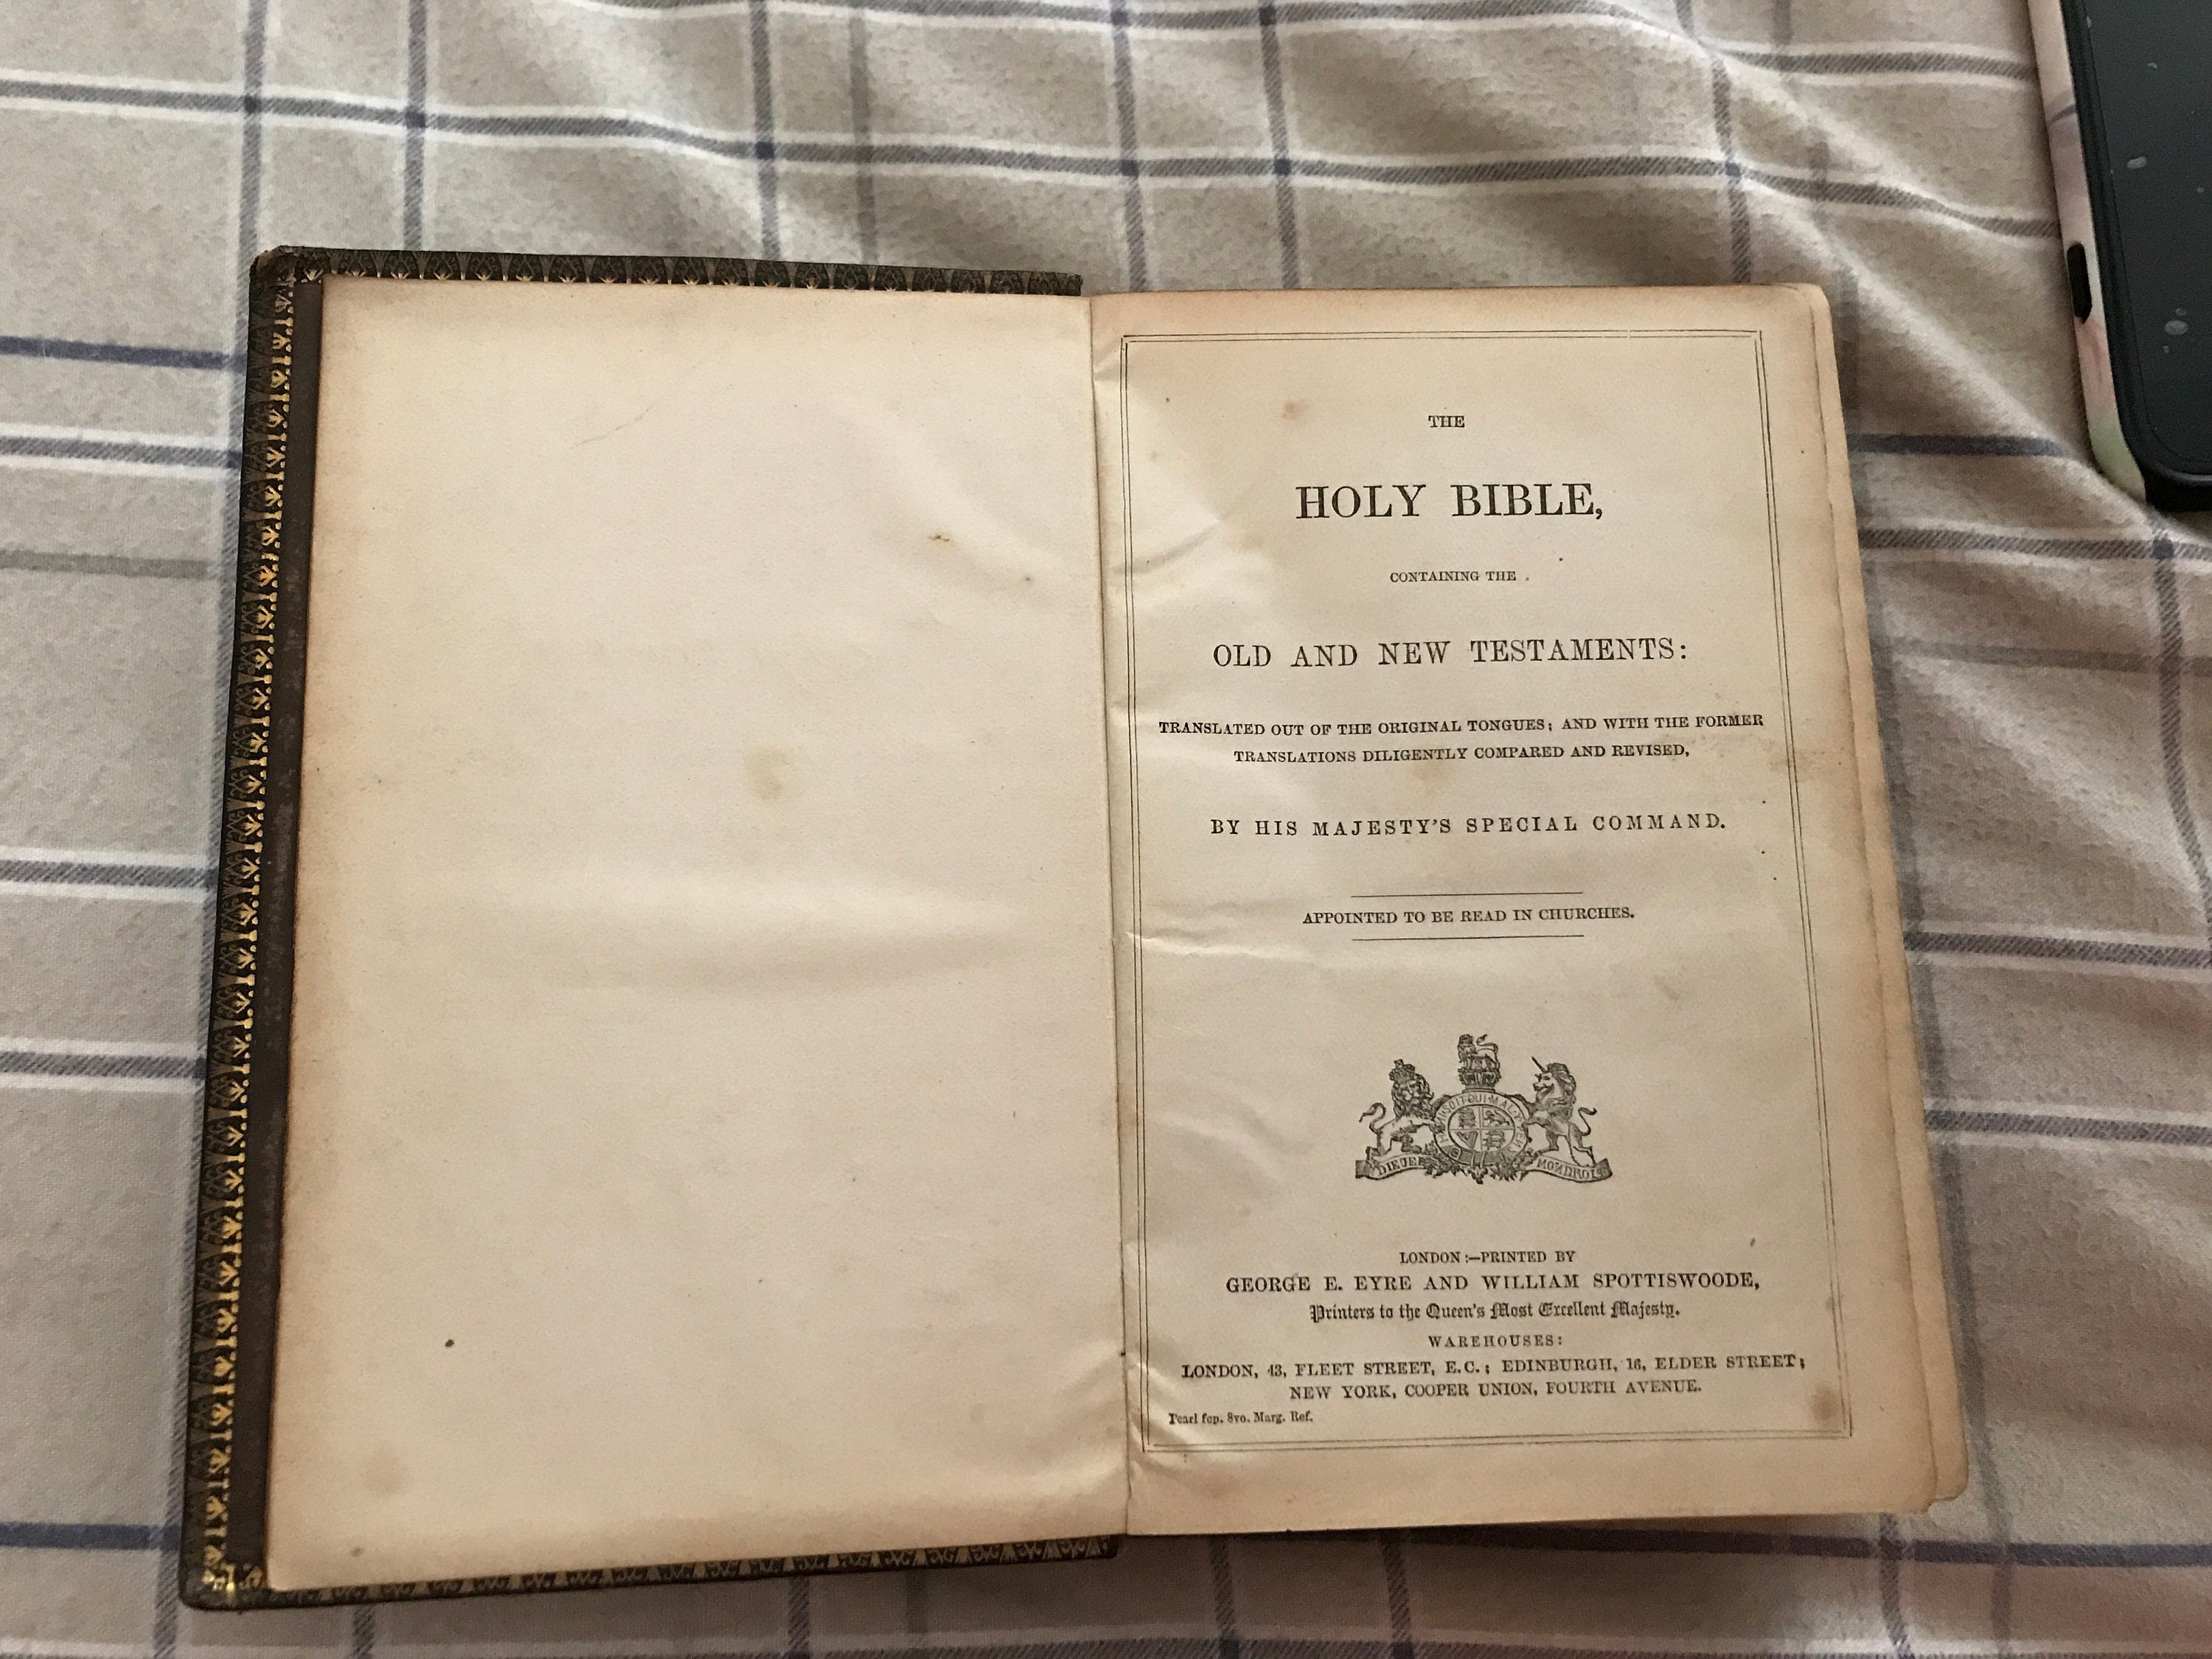 THE
HOLY BIBLE,
CONTAINING THE
OLD AND NEW TESTAMENTS:
TRANSLATED OUT OF THE ORIGINAL TONGUES; AND WITH THE FORMER
TRANSLATIONS DILIGENTLY COMPARED AND REVISED,
BY HIS MAJESTY'S SPECIAL COMMAND.
APPOINTED TO BE READ IN CHURCHES.
DIEU ET MON DROIT
LONDON:—PRINTED BY
GEORGE E. EYRE AND WILLIAM SPOTTISWOODE,
Printers to the Queen's Most Excellent Majesty.
WAREHOUSES:
LONDON, 43, FLEET STREET, E.C.; EDINBURGH, 16, ELDER STREET;
NEW YORK, COOPER UNION, FOURTH AVENUE.
Pearl fcp. 8vo. Marg. Ref.